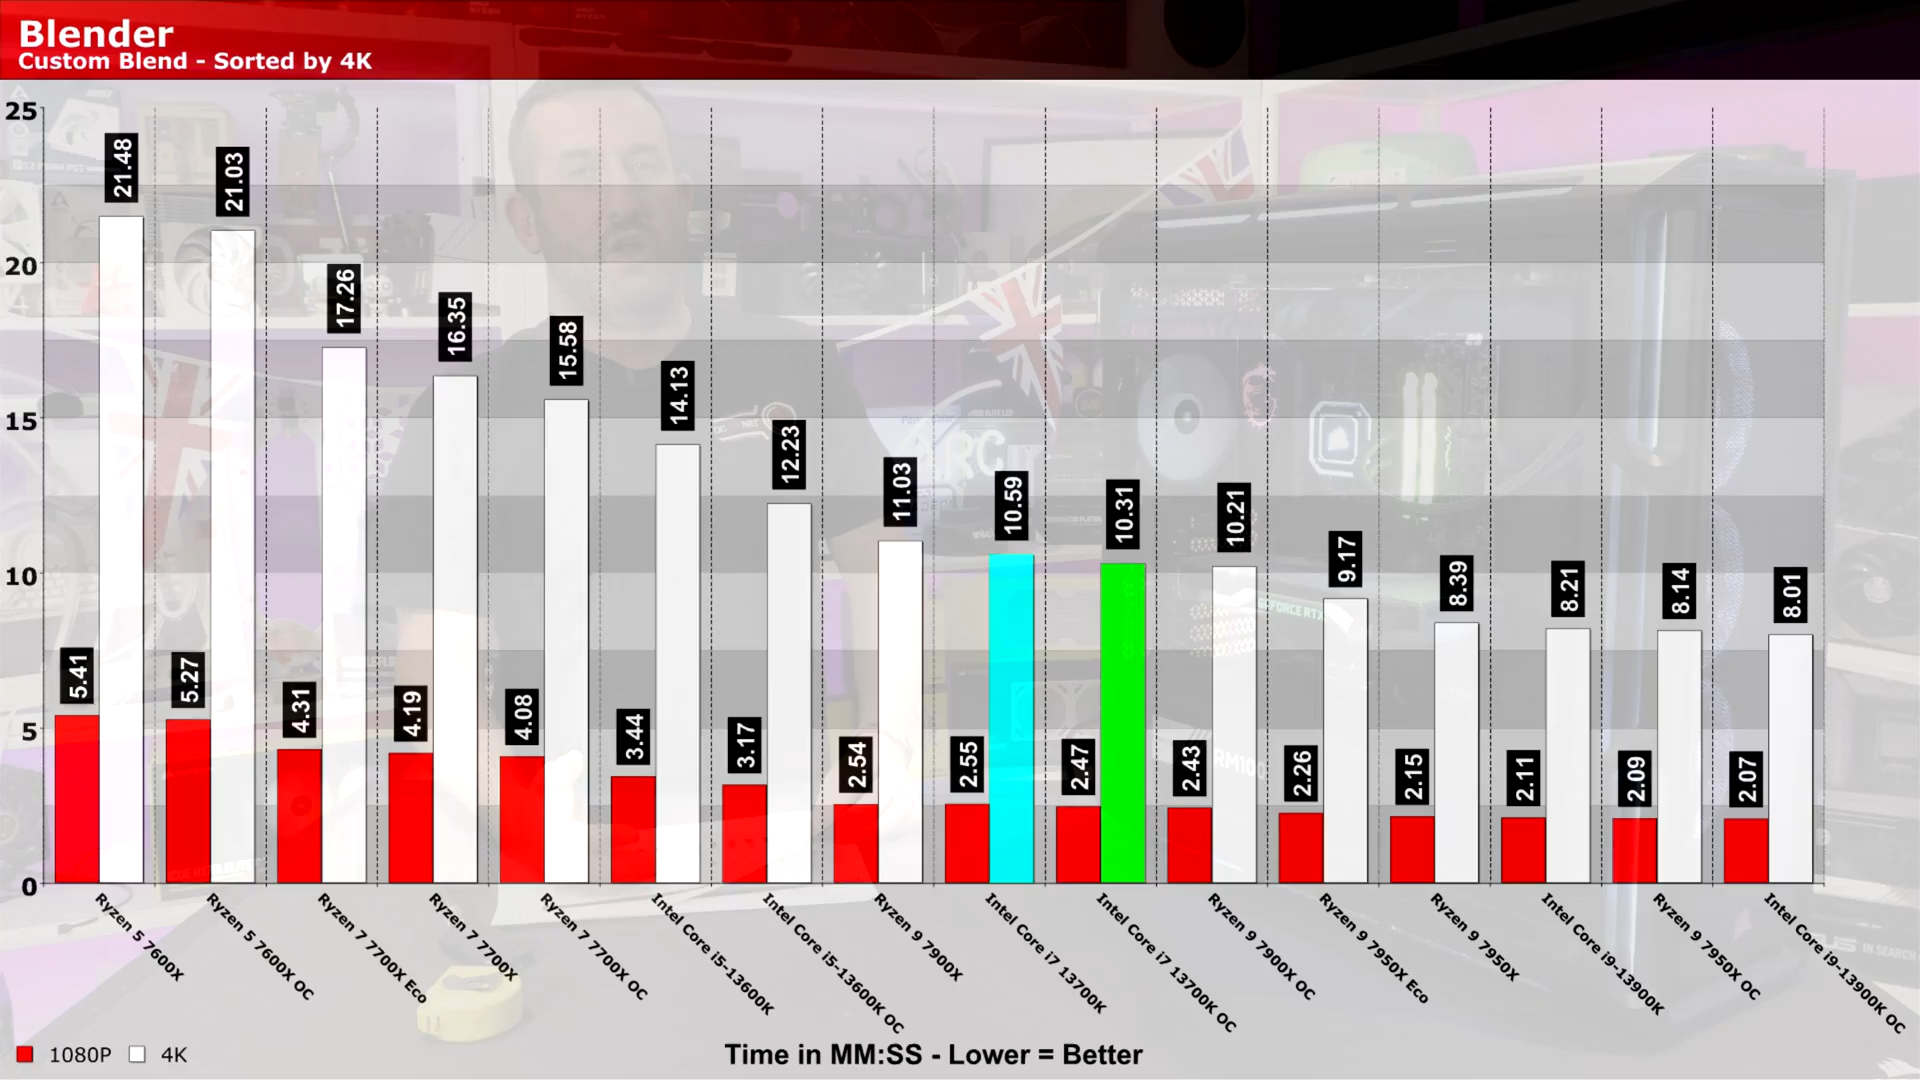 Blender
Custom Blend - Sorted by 4K
25
20
15
10
5
0
5.41
21.48
5.27
21.03
4.31
17.26
4.19
16.35
4.08
15.58
3.44
14.13
3.17
12.23
2.54
11.03
2.55
10.59
2.47
10.31
2.43
10.21
2.26
9.17
2.15
8.39
2.11
8.21
2.09
8.14
2.07
8.01
Ryzen 5 7600X
Ryzen 5 7600X OC
Ryzen 7 7700X Eco
Ryzen 7 7700X
Ryzen 7 7700X OC
Intel Core i5-13600K
Intel Core i5-13600K OC
Ryzen 9 7900X
Intel Core i7 13700K
Intel Core i7 13700K OC
Ryzen 9 7900X OC
Ryzen 9 7950X Eco
Ryzen 9 7950X
Intel Core i9-13900K
Ryzen 9 7950X OC
Intel Core i9-13900K OC
1080P
4K
Time in MM:SS - Lower = Better
GEFORCE RTX
RM100
IN SEARCH